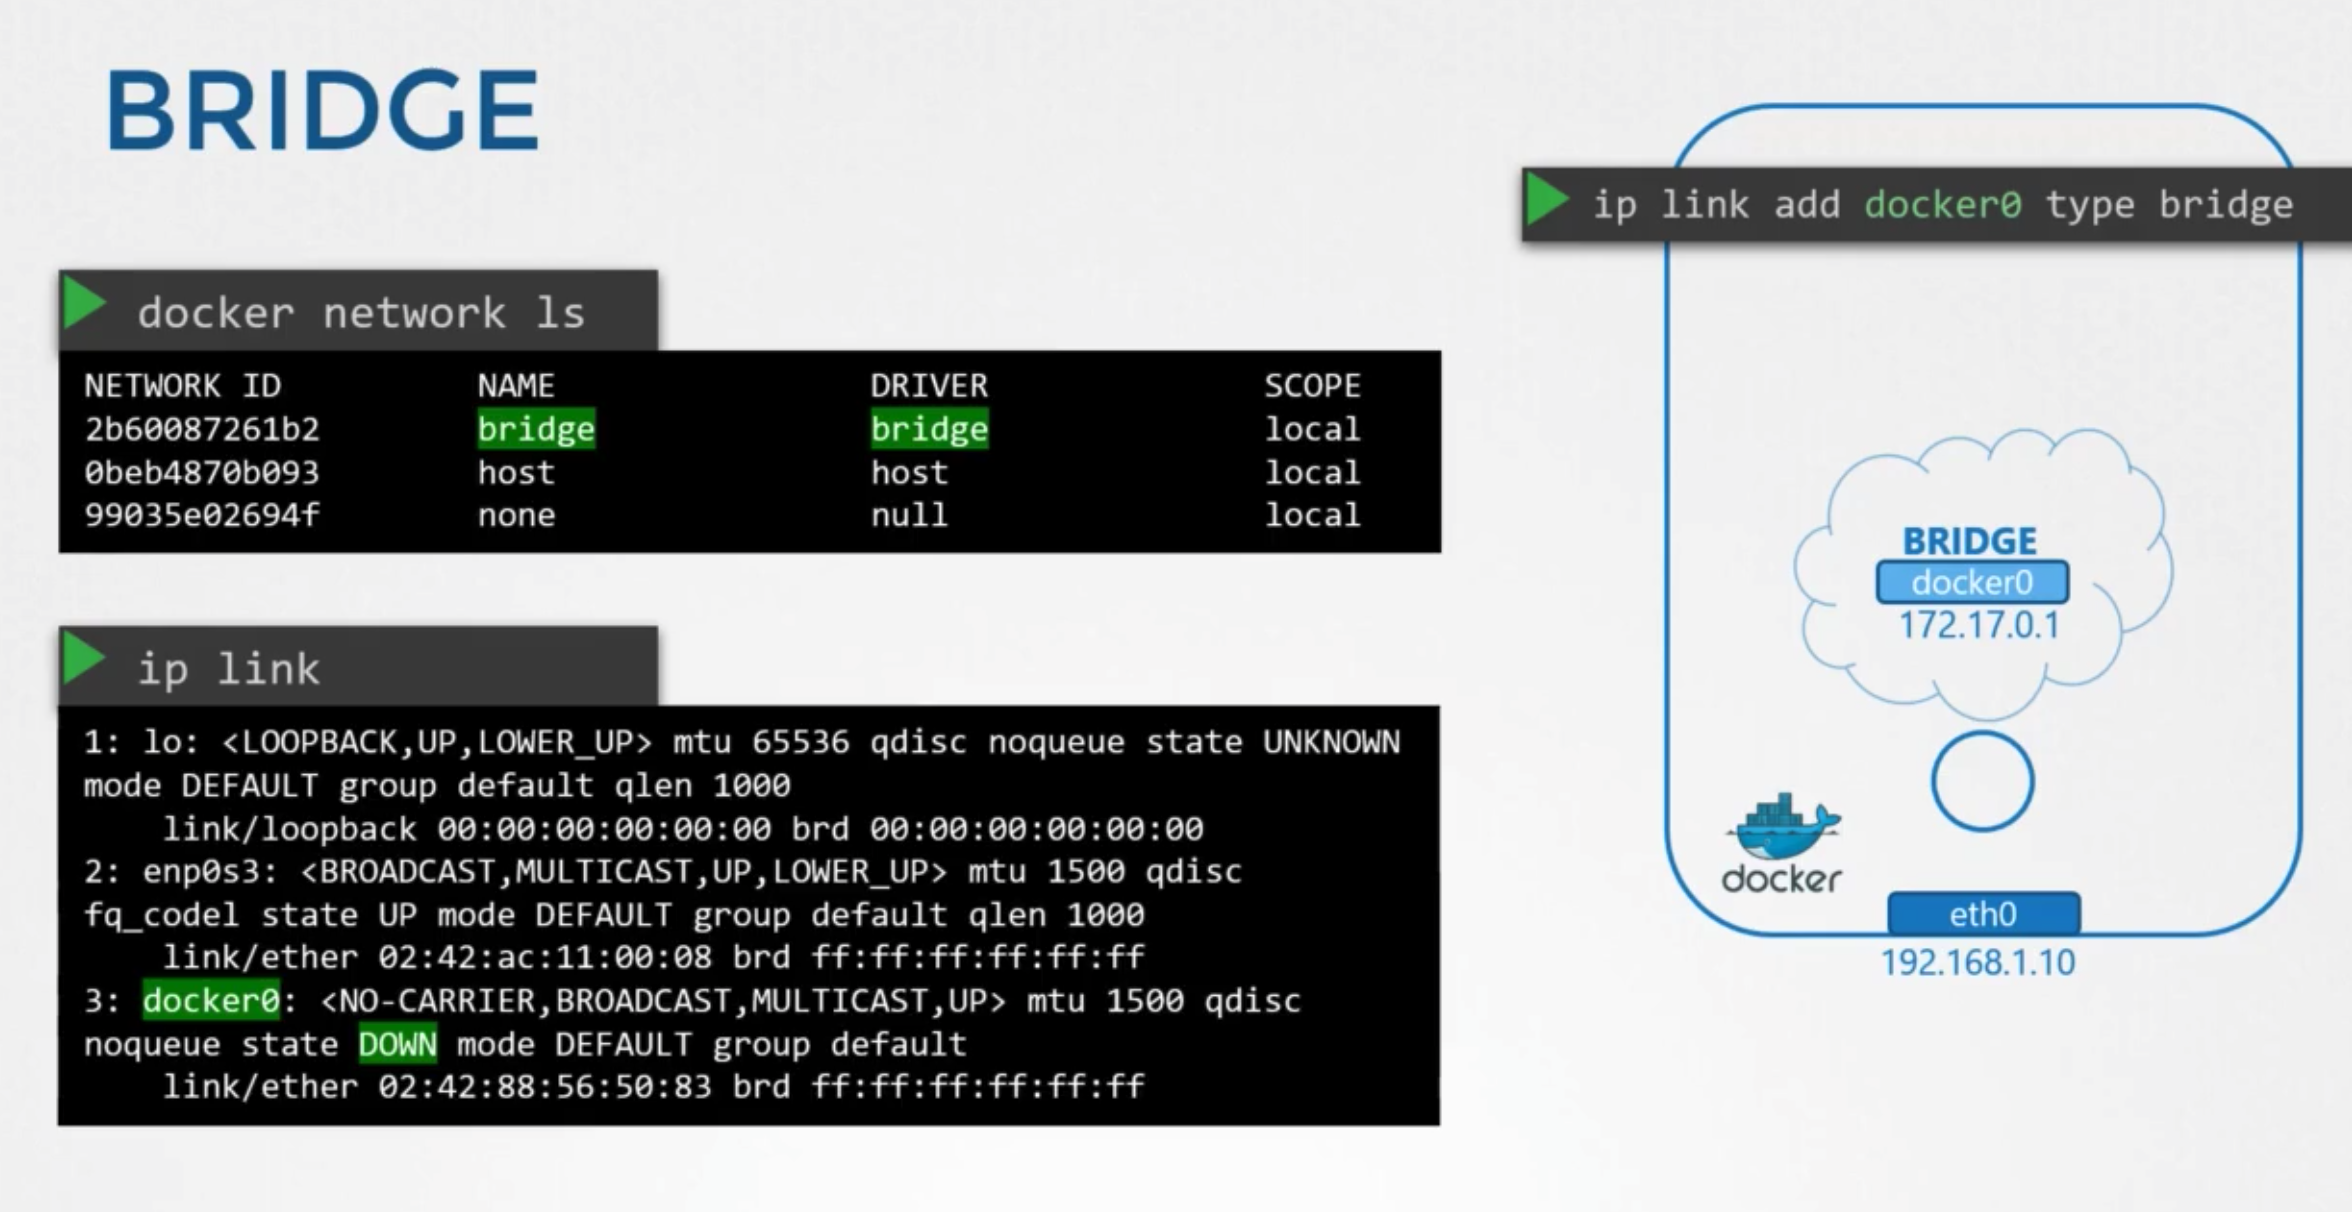 BRIDGE
docker network ls
NETWORK ID NAME DRIVER SCOPE
2b60087261b2 bridge bridge local
0beb4870b093 host host local
99035e02694f none null local
ip link
1: lo: <LOOPBACK,UP,LOWER_UP> mtu 65536 qdisc noqueue state UNKNOWN
mode DEFAULT group default qlen 1000
link/loopback 00:00:00:00:00:00 brd 00:00:00:00:00:00
2: enp0s3: <BROADCAST,MULTICAST,UP,LOWER_UP> mtu 1500 qdisc
fq_codel state UP mode DEFAULT group default qlen 1000
link/ether 02:42:ac:11:00:08 brd ff:ff:ff:ff:ff:ff
3: docker0: <NO-CARRIER,BROADCAST,MULTICAST,UP> mtu 1500 qdisc
noqueue state DOWN mode DEFAULT group default
link/ether 02:42:88:56:50:83 brd ff:ff:ff:ff:ff:ff
ip link add docker0 type bridge
BRIDGE
docker0
172.17.0.1
docker
eth0
192.168.1.10